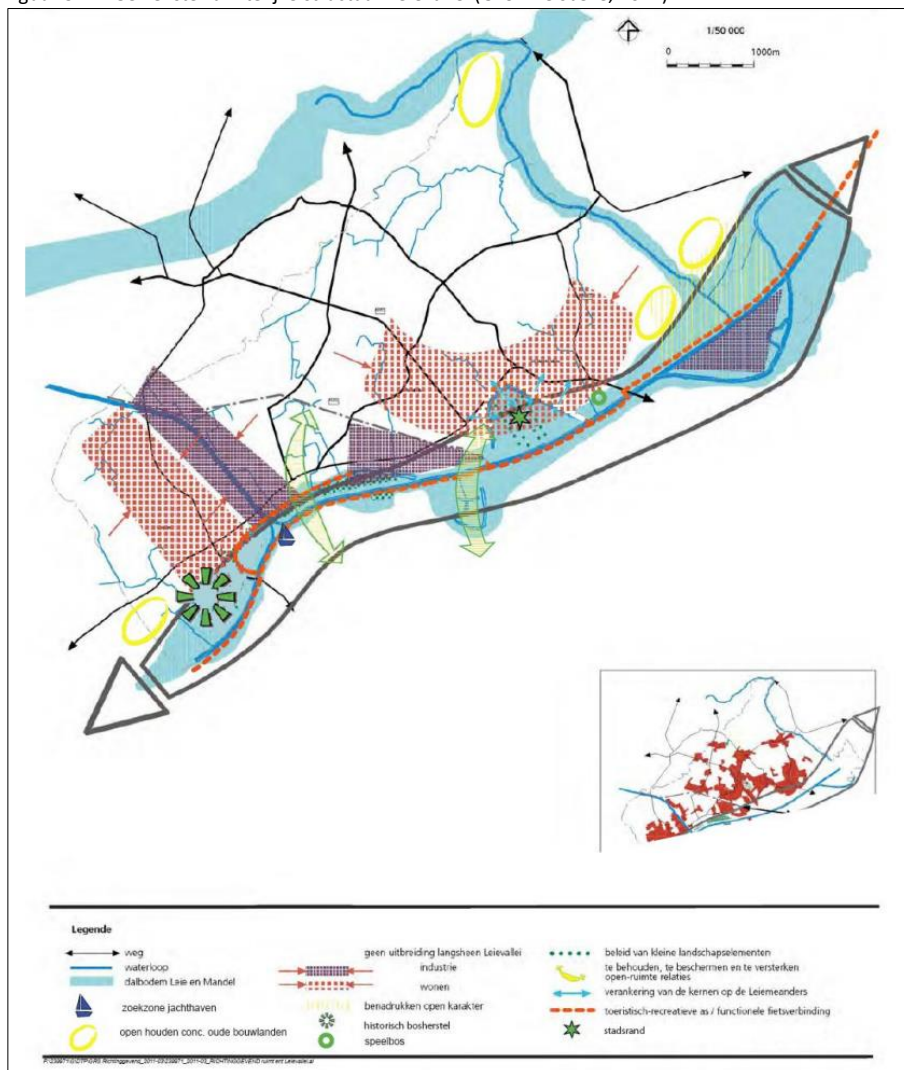 1/50 000
0 1000m
Legende
weg
waterloop
dalbodem Leie en Mandel
zoekzone jachthaven
open houden conc. oude bouwlanden
geen uitbreiding langsheen Leievallei
industrie
wonen
benadrukken open karakter
historisch bosherstel
speelbos
beleid van kleine landschapselementen
te behouden, te beschermen en te versterken
open-ruimte relaties
verankering van de kernen op de Leiemeanders
toeristisch-recreatieve as / functionele fietsverbinding
stadsrand